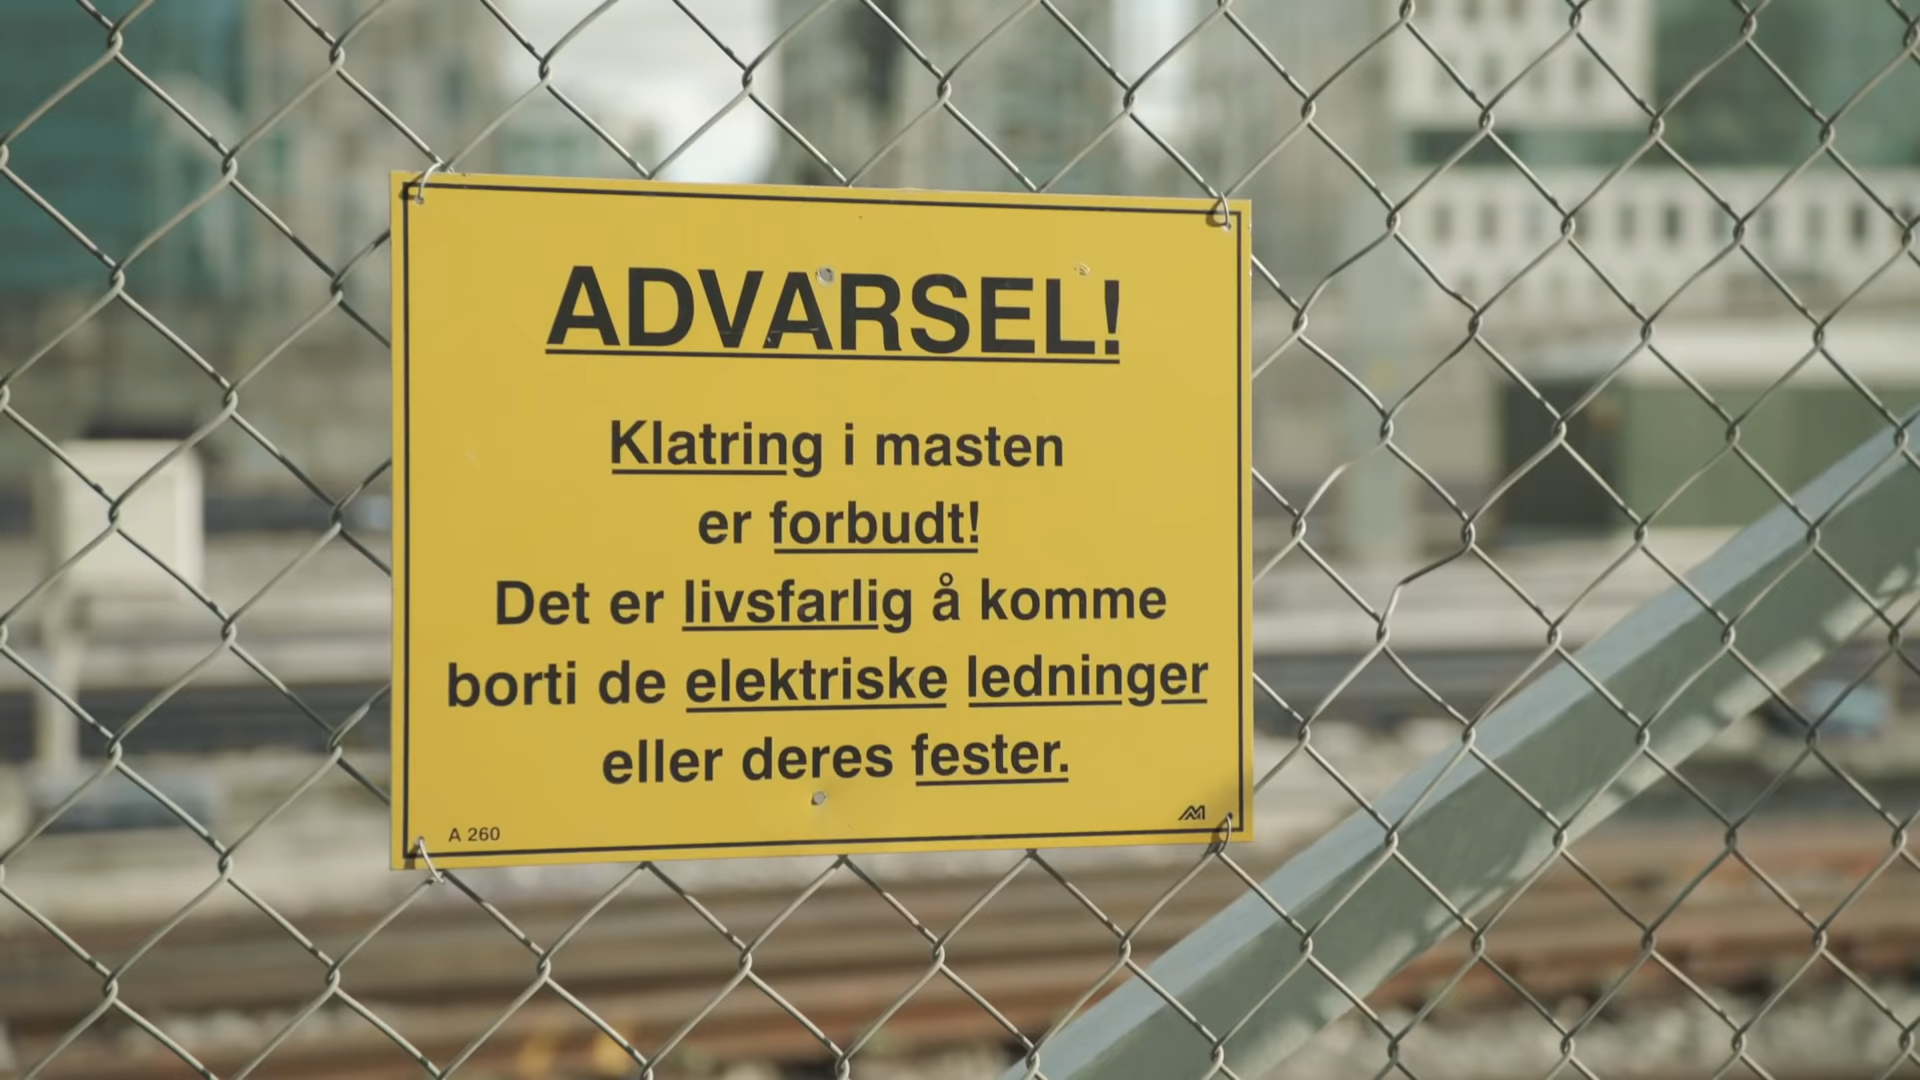 ADVARSEL!
Klatring i masten
er forbudt!
Det er livsfarlig å komme
borti de elektriske ledninger
eller deres fester.
A 260